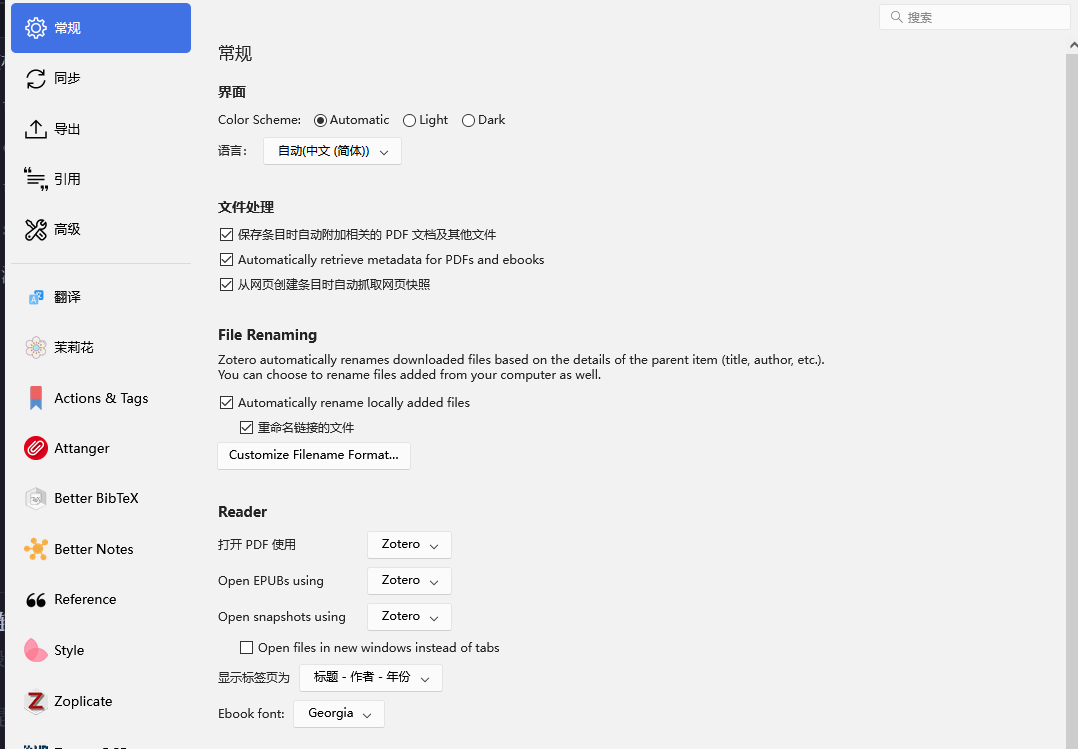 常规
搜索
同步
导出
引用
高级
翻译
茉莉花
Actions & Tags
Attanger
Better BibTeX
Better Notes
Reference
Style
Zoplicate
常规
界面
Color Scheme: Automatic Light Dark
语言: 自动(中文 (简体))
文件处理
保存条目时自动附加相关的 PDF 文档及其他文件
Automatically retrieve metadata for PDFs and ebooks
从网页创建条目时自动抓取网页快照
File Renaming
Zotero automatically renames downloaded files based on the details of the parent item (title, author, etc.).
You can choose to rename files added from your computer as well.
Automatically rename locally added files
重命名链接的文件
Customize Filename Format...
Reader
打开 PDF 使用 Zotero
Open EPUBs using Zotero
Open snapshots using Zotero
Open files in new windows instead of tabs
显示标签页为 标题 - 作者 - 年份
Ebook font: Georgia